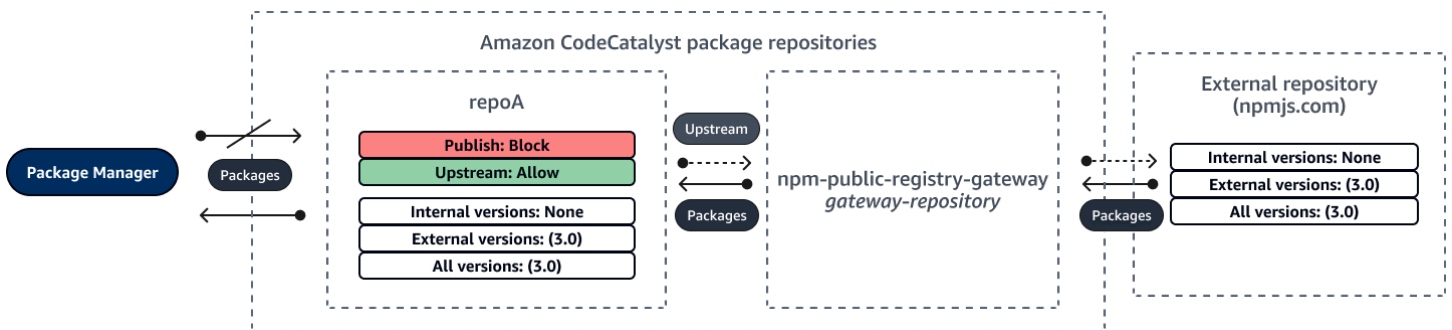 Amazon CodeCatalyst package repositories
Package Manager
Packages
repoA
Publish: Block
Upstream: Allow
Internal versions: None
External versions: (3.0)
All versions: (3.0)
Upstream
Packages
npm-public-registry-gateway
gateway-repository
Packages
External repository
(npmjs.com)
Internal versions: None
External versions: (3.0)
All versions: (3.0)